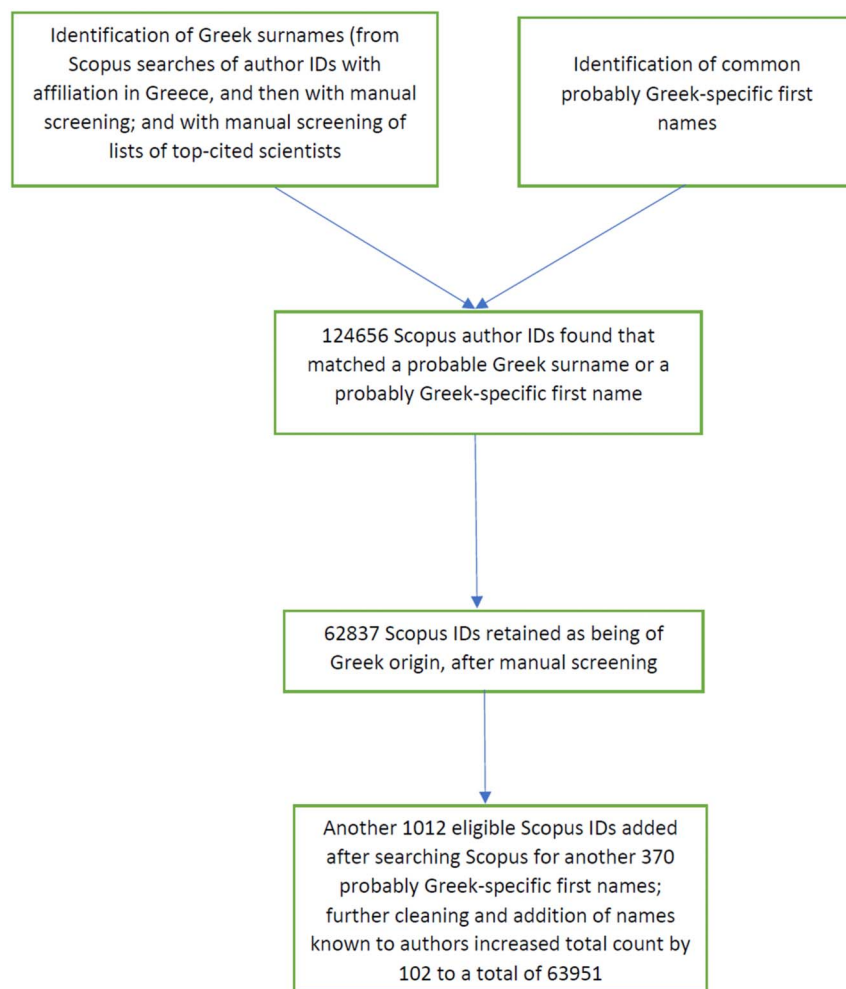 Identification of Greek surnames (from
Scopus searches of author IDs with
affiliation in Greece, and then with manual
screening; and with manual screening of
lists of top-cited scientists
Identification of common
probably Greek-specific first
names
124656 Scopus author IDs found that
matched a probable Greek surname or a
probably Greek-specific first name
62837 Scopus IDs retained as being of
Greek origin, after manual screening
Another 1012 eligible Scopus IDs added
after searching Scopus for another 370
probably Greek-specific first names;
further cleaning and addition of names
known to authors increased total count by
102 to a total of 63951